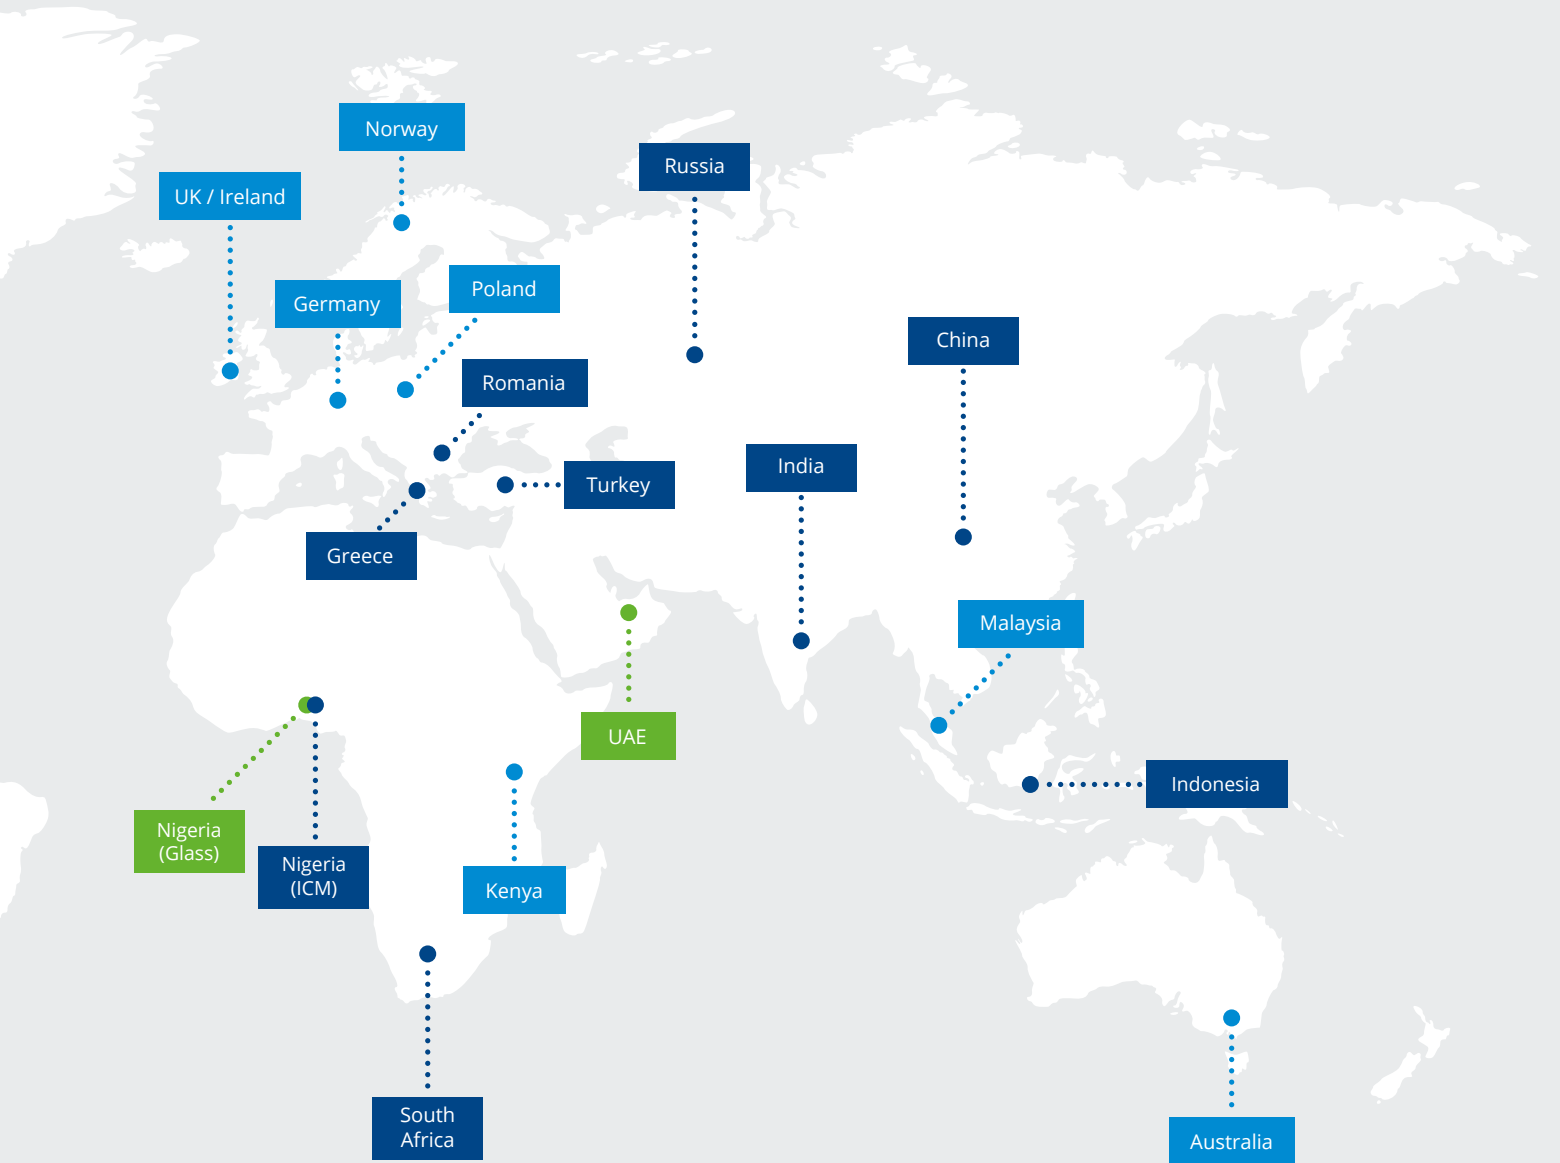 Norway
Russia
UK / Ireland
Germany
Poland
China
Romania
India
Turkey
Greece
Malaysia
UAE
Indonesia
Nigeria
(Glass)
Nigeria
(ICM)
Kenya
South
Africa
Australia